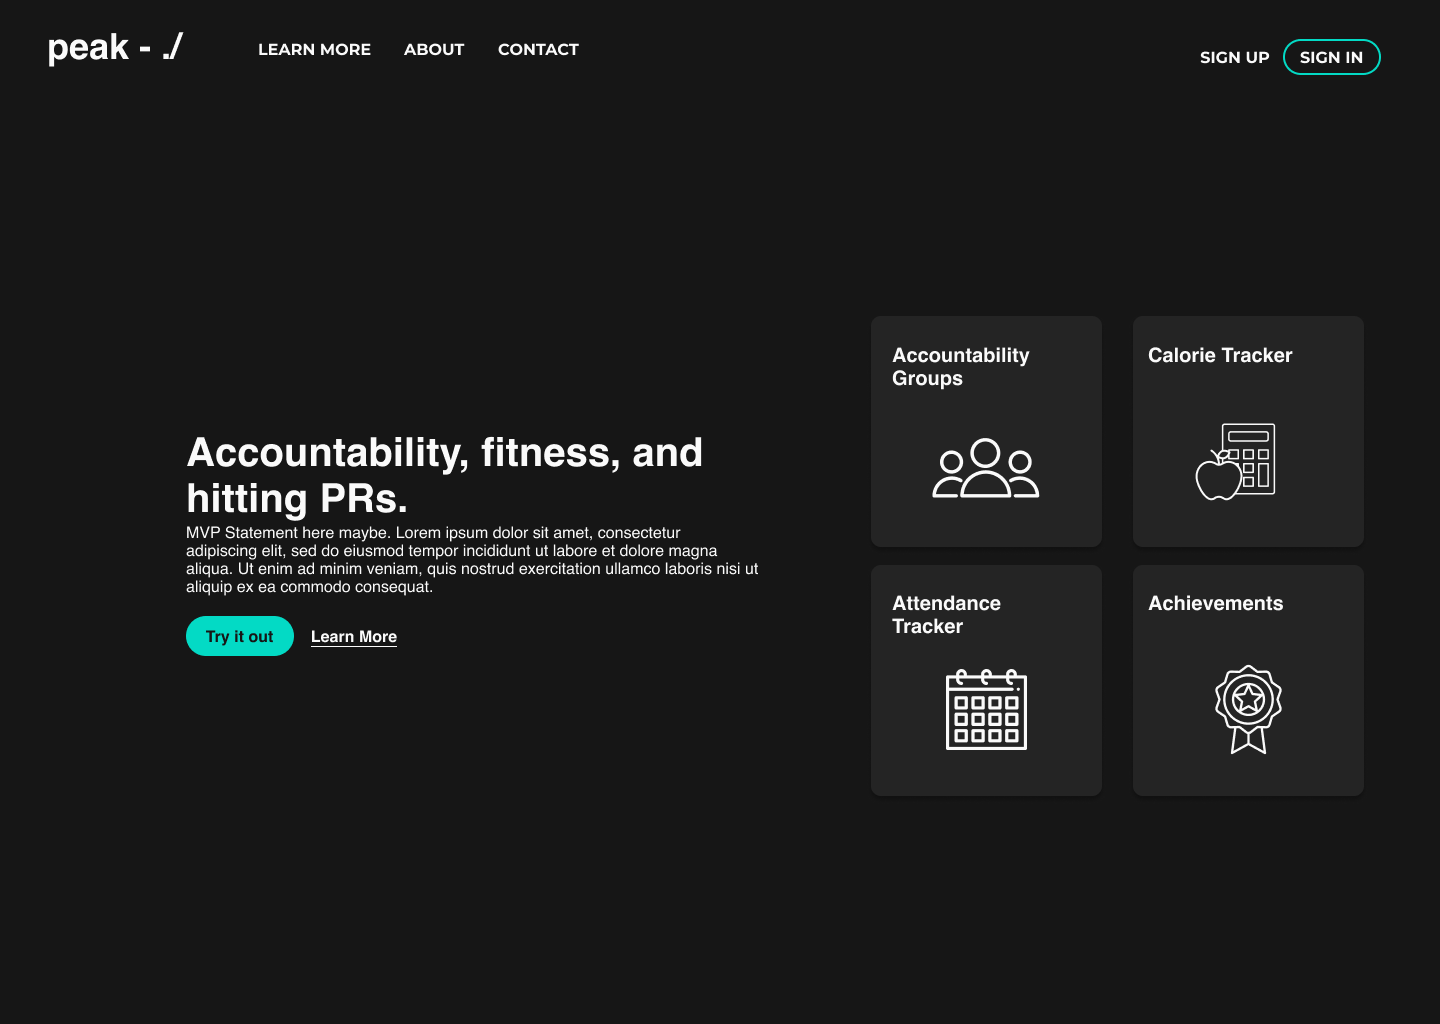 peak - ./
LEARN MORE
ABOUT
CONTACT
SIGN UP
SIGN IN
Accountability, fitness, and
hitting PRs.
MVP Statement here maybe. Lorem ipsum dolor sit amet, consectetur
adipiscing elit, sed do eiusmod tempor incididunt ut labore et dolore magna
aliqua. Ut enim ad minim veniam, quis nostrud exercitation ullamco laboris nisi ut
aliquip ex ea commodo consequat.
Try it out
Learn More
Accountability
Groups
Calorie Tracker
Attendance
Tracker
Achievements